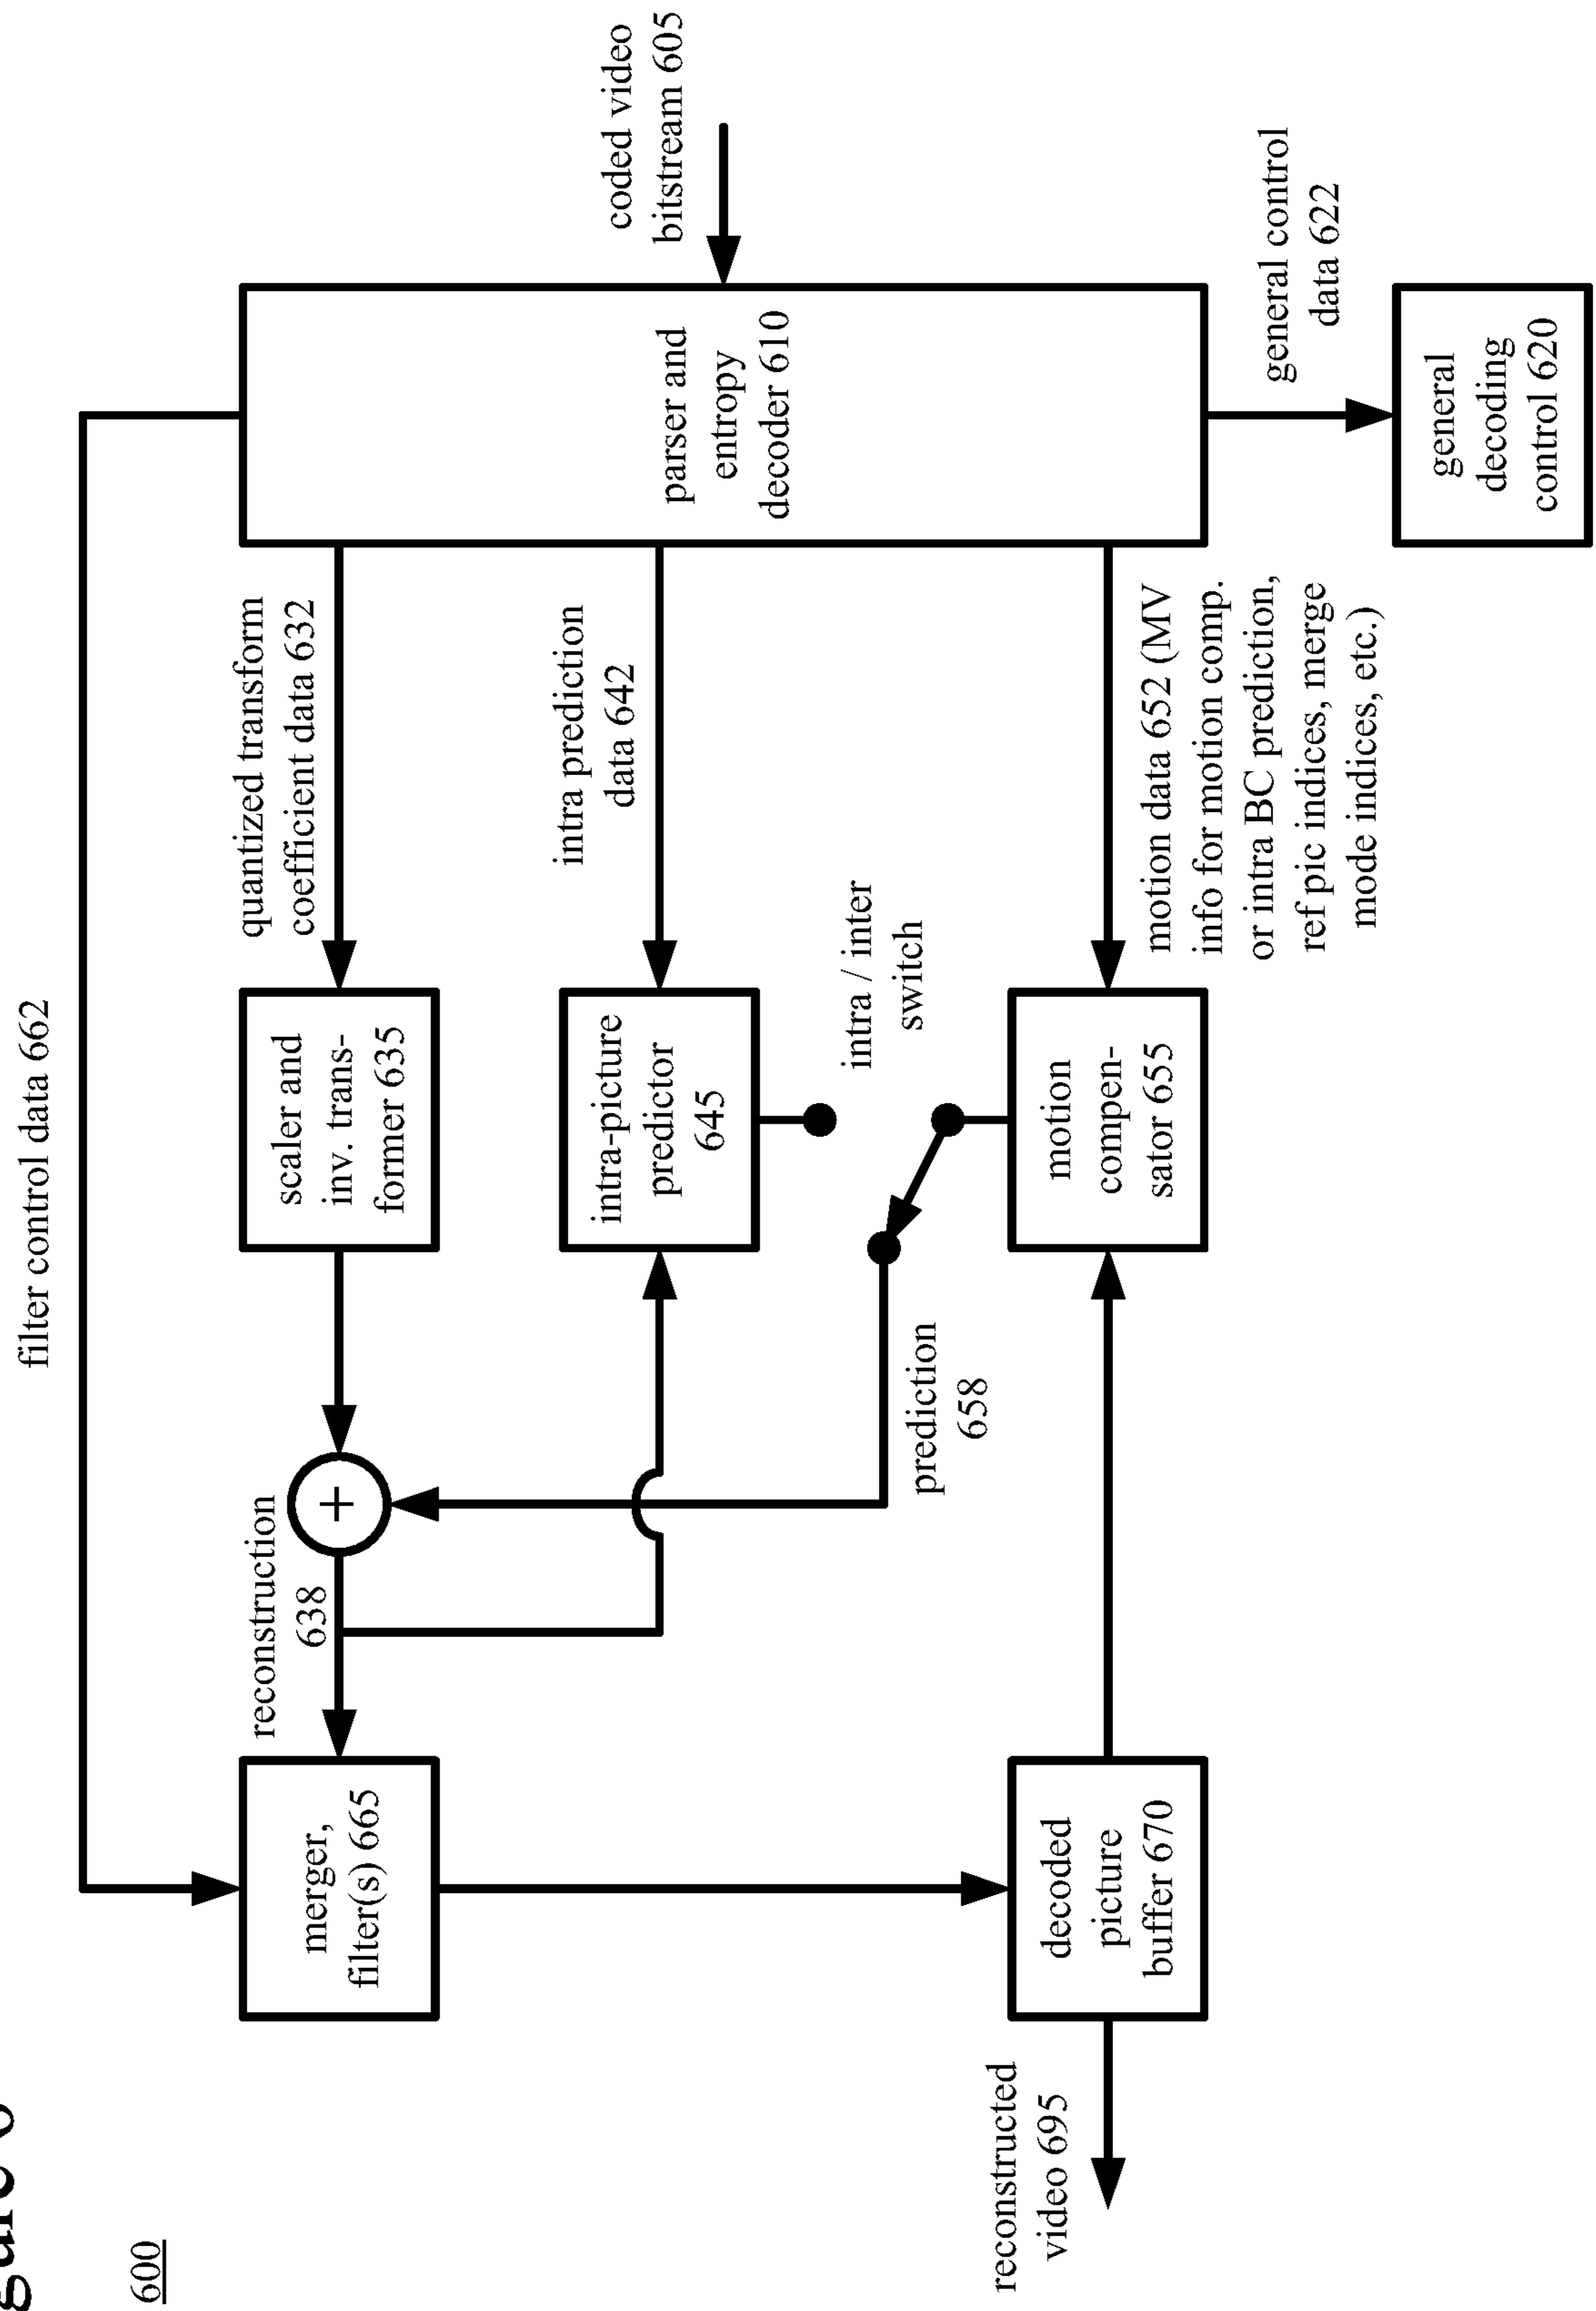 600
filter control data 662
coded video
bitstream 605
quantized transform
coefficient data 632
reconstruction
638
+
merger,
filter(s) 665
scaler and
inv. trans-
former 635
parser and
entropy
decoder 610
intra prediction
data 642
intra-picture
predictor
645
intra / inter
switch
prediction
658
decoded
picture
buffer 670
motion
compen-
sator 655
reconstructed
video 695
motion data 652 (MV
info for motion comp.
or intra BC prediction,
ref pic indices, merge
mode indices, etc.)
general control
data 622
general
decoding
control 620